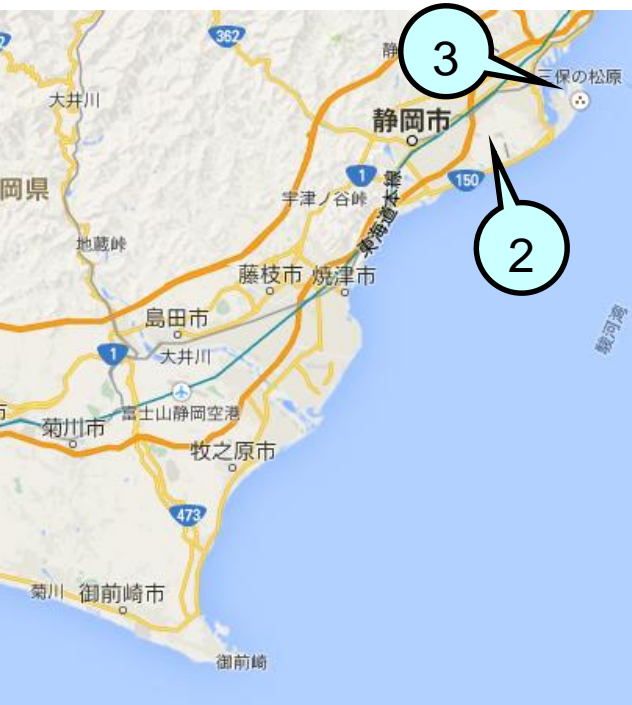 362
3
三保の松原
大井川
静岡市
岡県
1
150
宇津ノ谷峠
東海道本線
2
地蔵峠
藤枝市
焼津市
島田市
駿河湾
1
大井川
富士山静岡空港
菊川市
牧之原市
473
菊川
御前崎市
御前崎